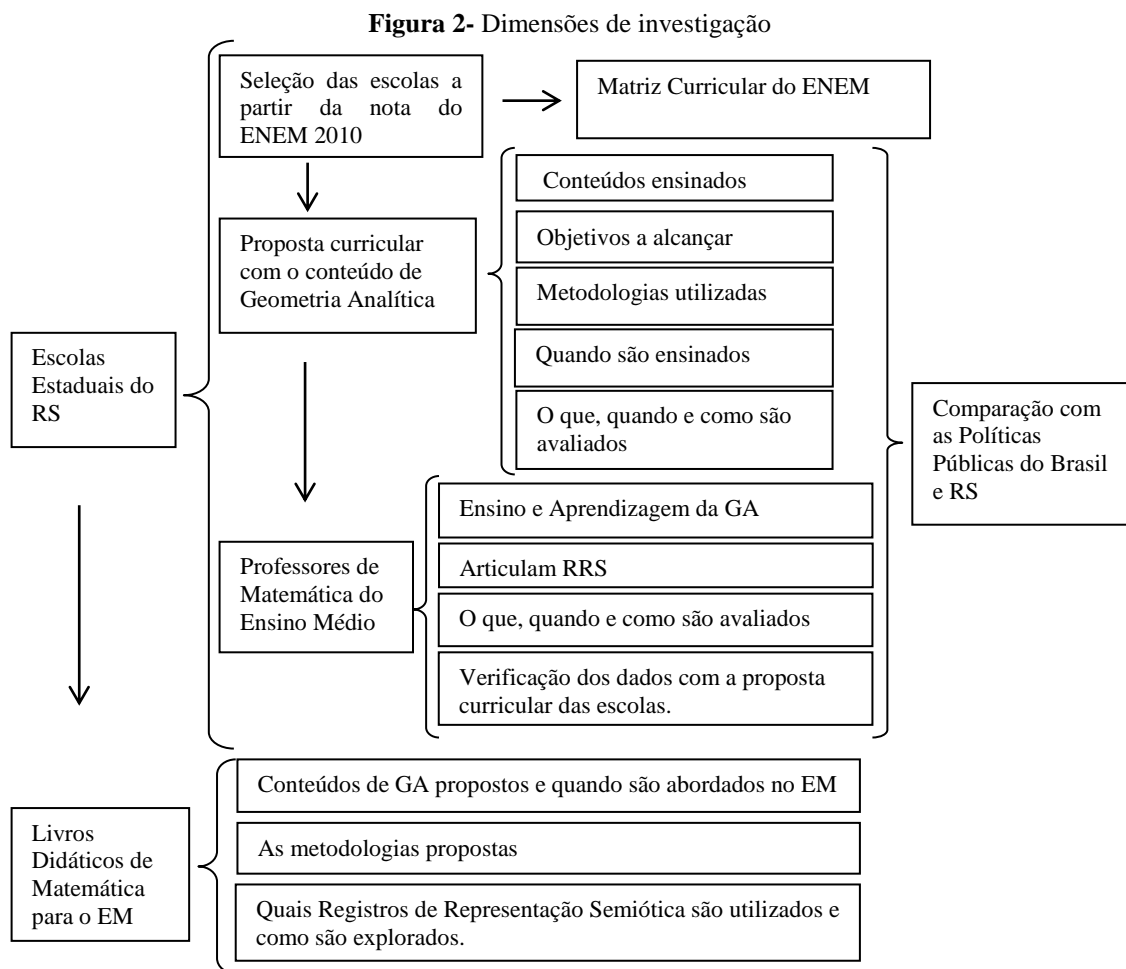 Figura 2- Dimensões de investigação
Seleção das escolas a
partir da nota do
ENEM 2010
Matriz Curricular do ENEM
Proposta curricular
com o conteúdo de
Geometria Analítica
Conteúdos ensinados
Objetivos a alcançar
Metodologias utilizadas
Quando são ensinados
O que, quando e como são
avaliados
Escolas
Estaduais do
RS
Comparação com
as Políticas
Públicas do Brasil
e RS
Professores de
Matemática do
Ensino Médio
Ensino e Aprendizagem da GA
Articulam RRS
O que, quando e como são avaliados
Verificação dos dados com a proposta
curricular das escolas.
Livros
Didáticos de
Matemática
para o EM
Conteúdos de GA propostos e quando são abordados no EM
As metodologias propostas
Quais Registros de Representação Semiótica são utilizados e
como são explorados.